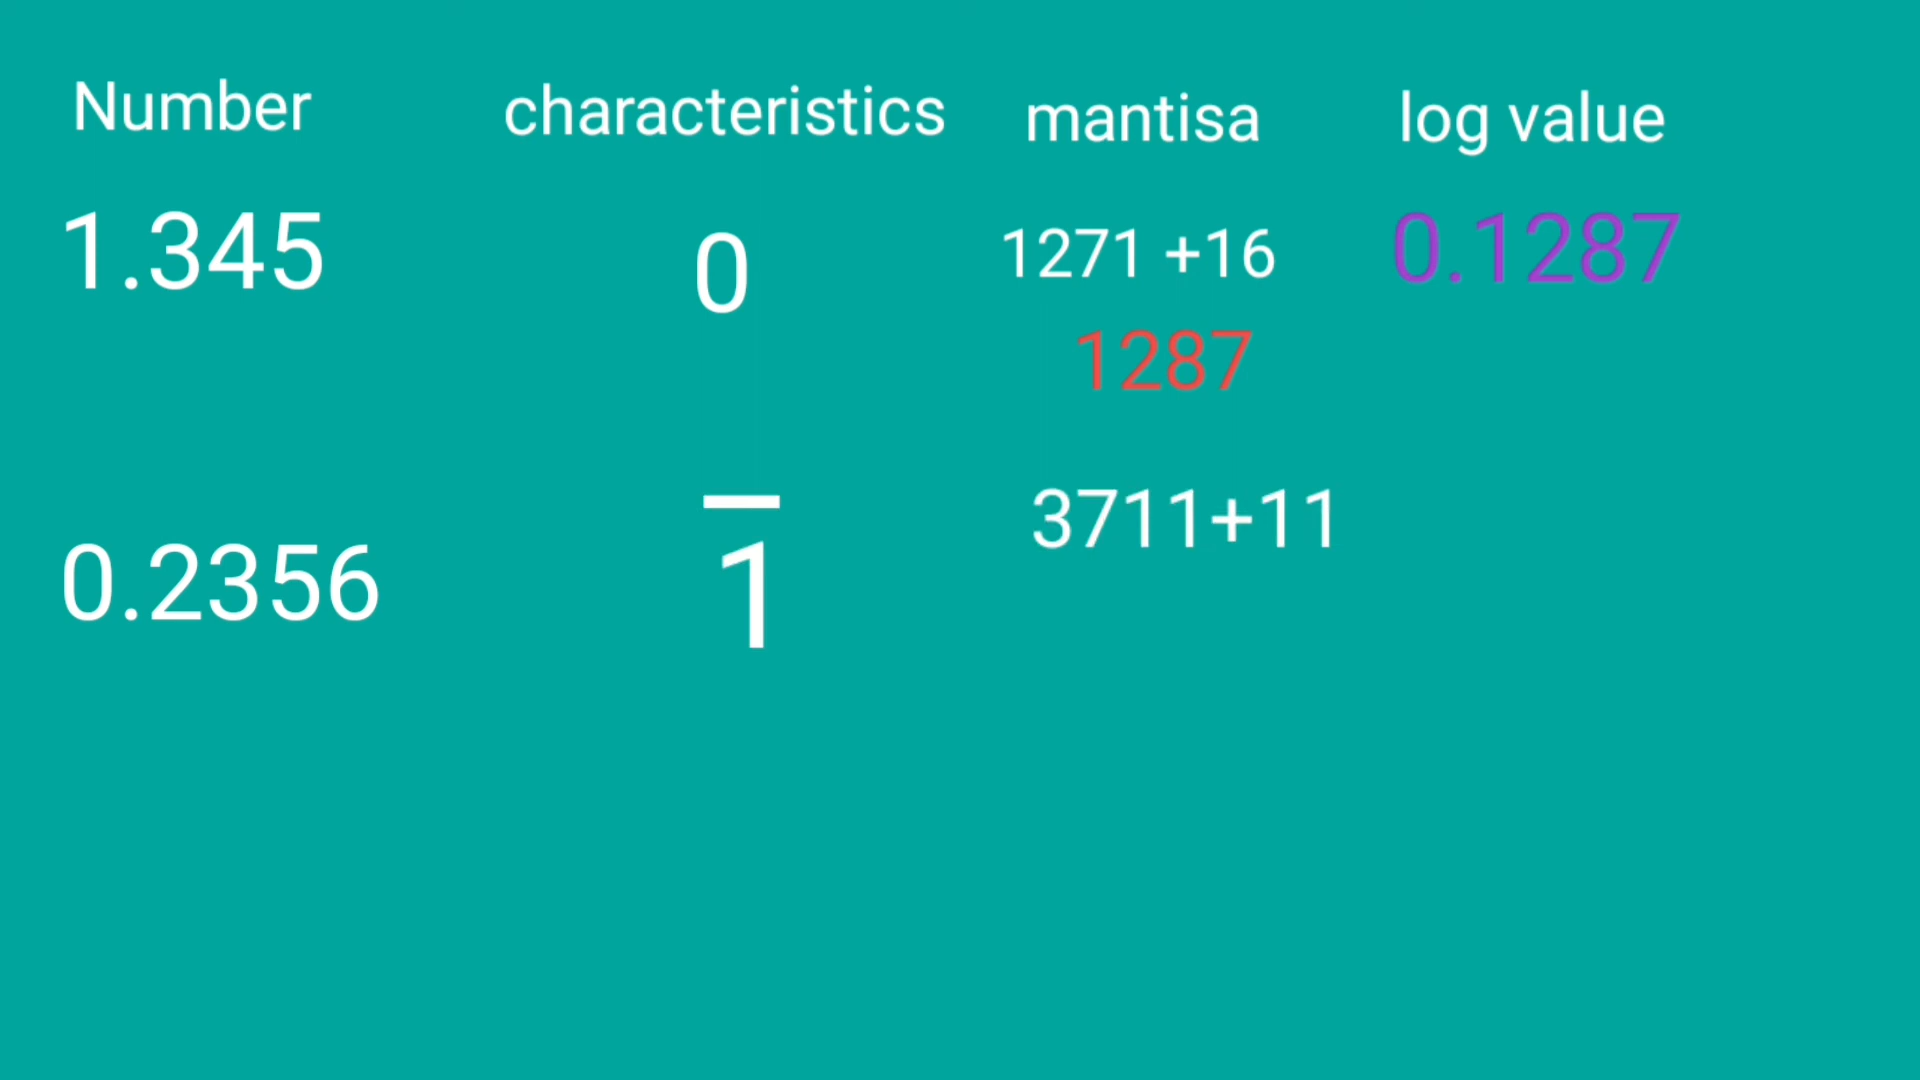 Number characteristics mantisa log value
1.345 0 1271 +16 0.1287
1287
0.2356 1̅ 3711+11